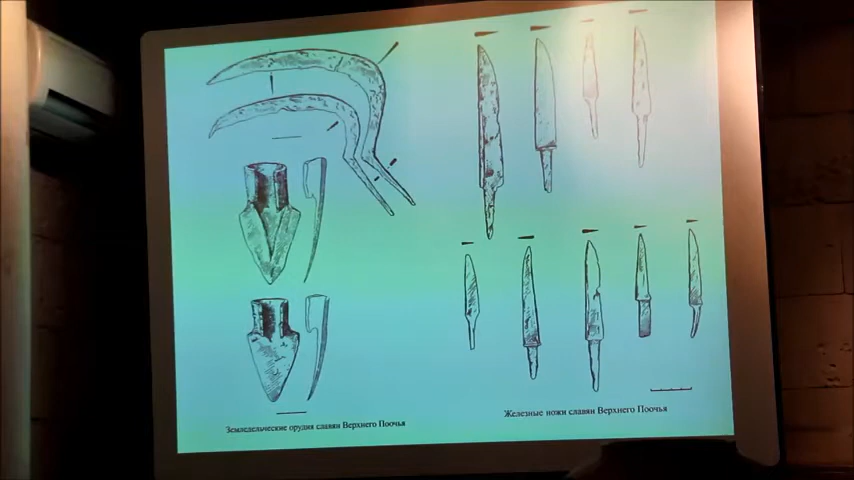 Земледельческие орудия славян Верхнего Поочья
Железные ножи славян Верхнего Поочья